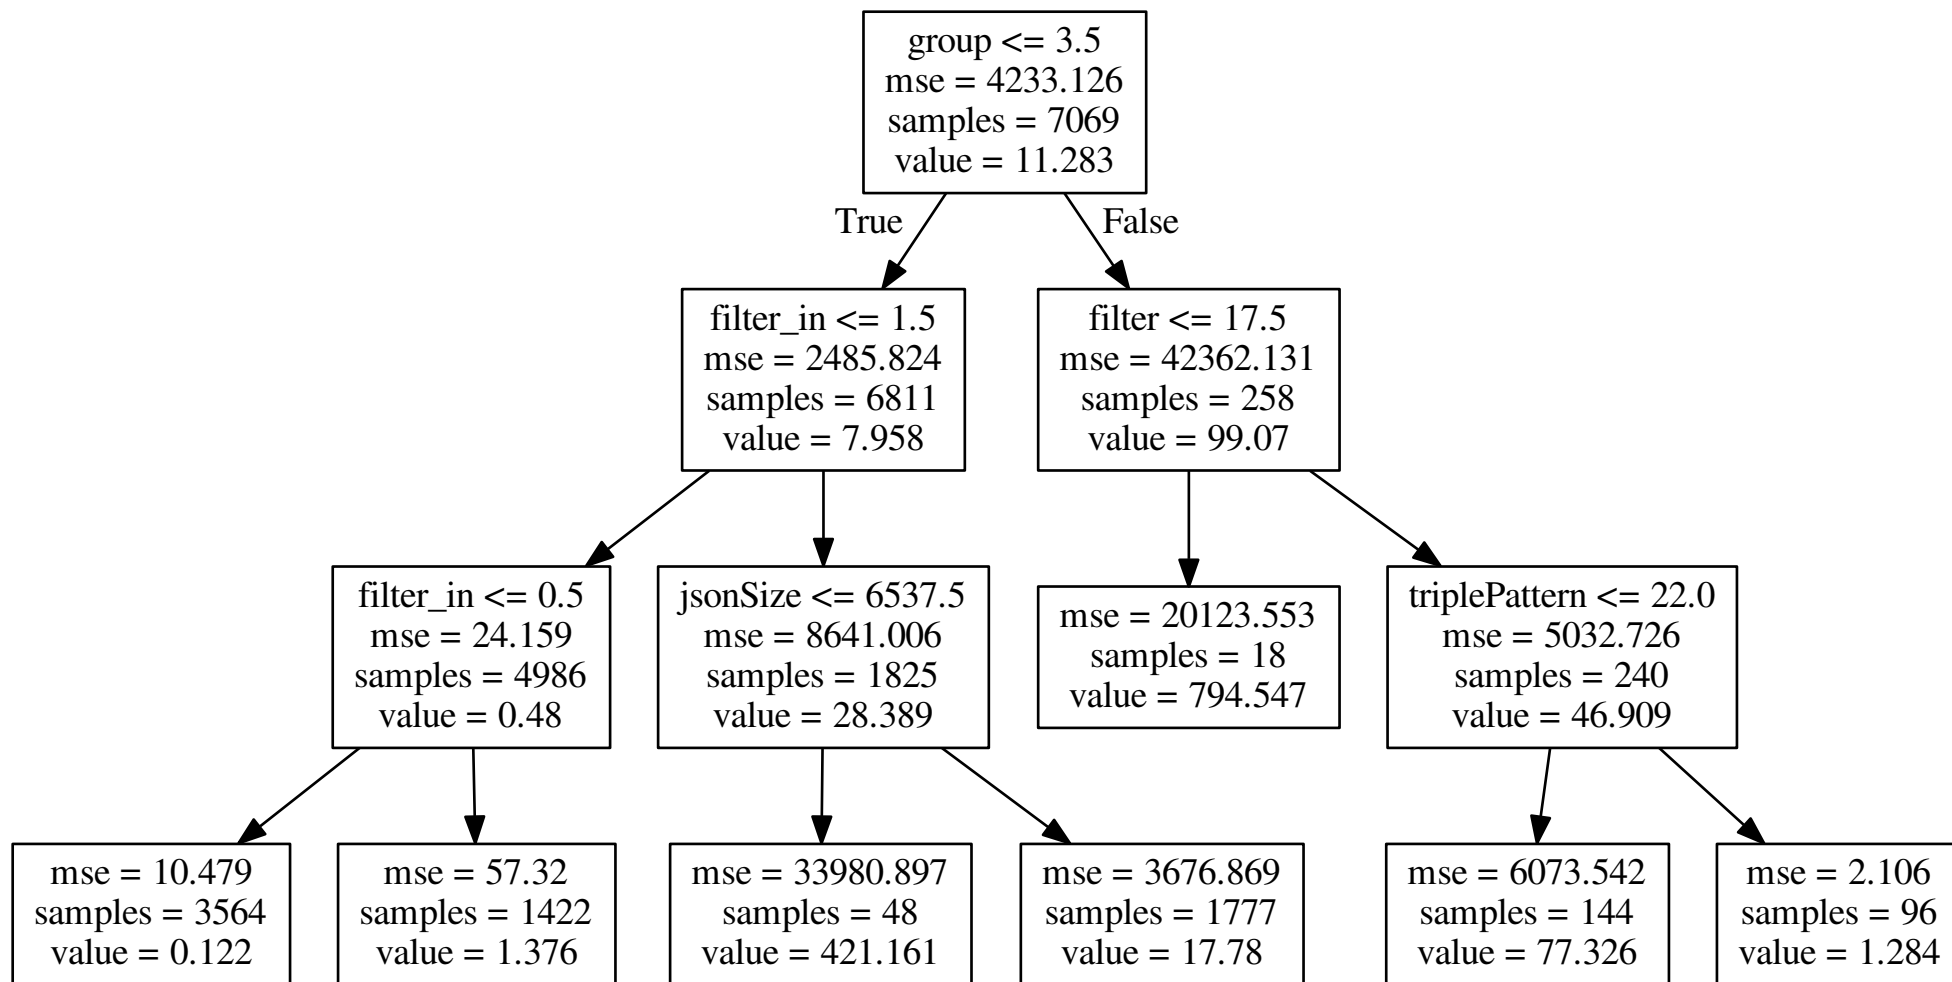 group <= 3.5
mse = 4233.126
samples = 7069
value = 11.283
True
False
filter_in <= 1.5
mse = 2485.824
samples = 6811
value = 7.958
filter <= 17.5
mse = 42362.131
samples = 258
value = 99.07
filter_in <= 0.5
mse = 24.159
samples = 4986
value = 0.48
jsonSize <= 6537.5
mse = 8641.006
samples = 1825
value = 28.389
mse = 20123.553
samples = 18
value = 794.547
triplePattern <= 22.0
mse = 5032.726
samples = 240
value = 46.909
mse = 10.479
samples = 3564
value = 0.122
mse = 57.32
samples = 1422
value = 1.376
mse = 33980.897
samples = 48
value = 421.161
mse = 3676.869
samples = 1777
value = 17.78
mse = 6073.542
samples = 144
value = 77.326
mse = 2.106
samples = 96
value = 1.284